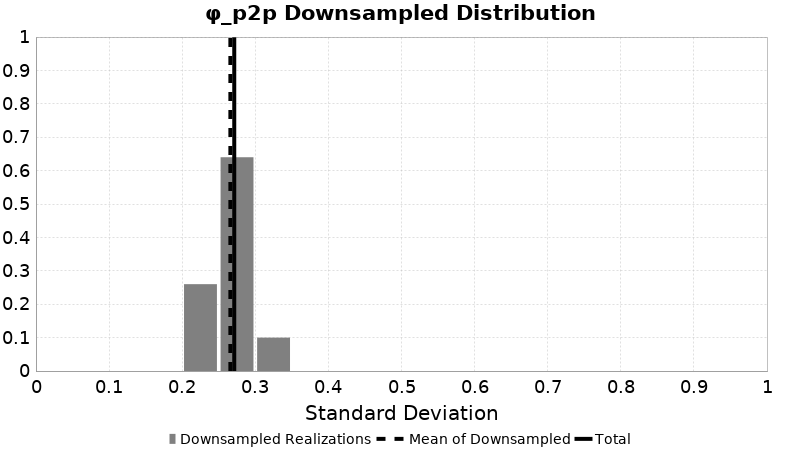 φ_p2p Downsampled Distribution
1
0.9
0.8
0.7
0.6
0.5
0.4
0.3
0.2
0.1
0
0 0.1 0.2 0.3 0.4 0.5 0.6 0.7 0.8 0.9 1
Standard Deviation
Downsampled Realizations Mean of Downsampled Total